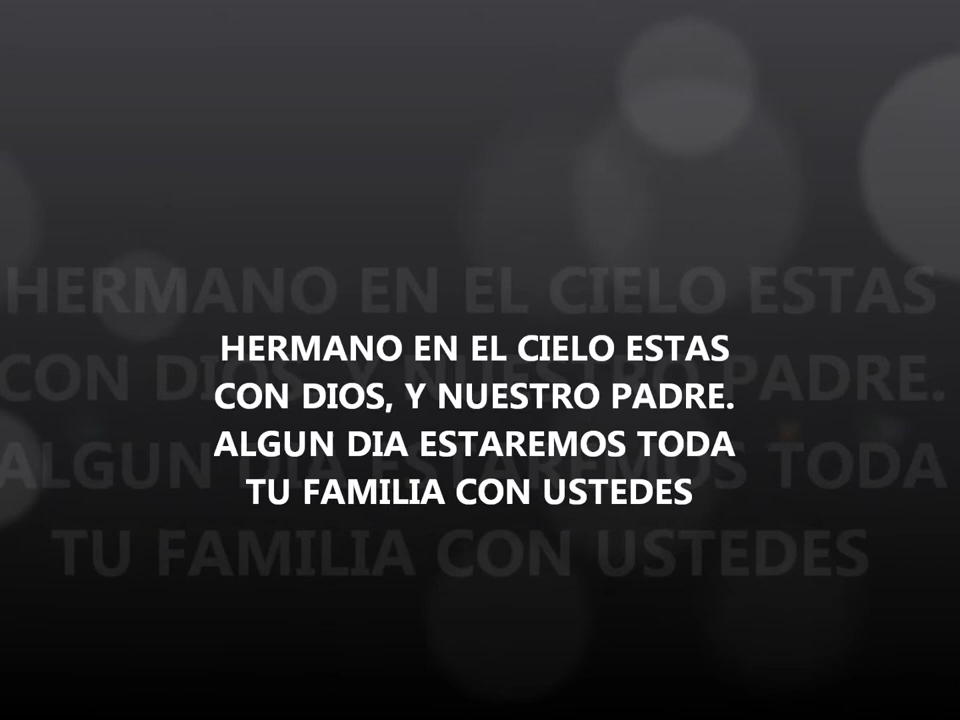 HERMANO EN EL CIELO ESTAS
CON DIOS, Y NUESTRO PADRE.
ALGUN DIA ESTAREMOS TODA
TU FAMILIA CON USTEDES